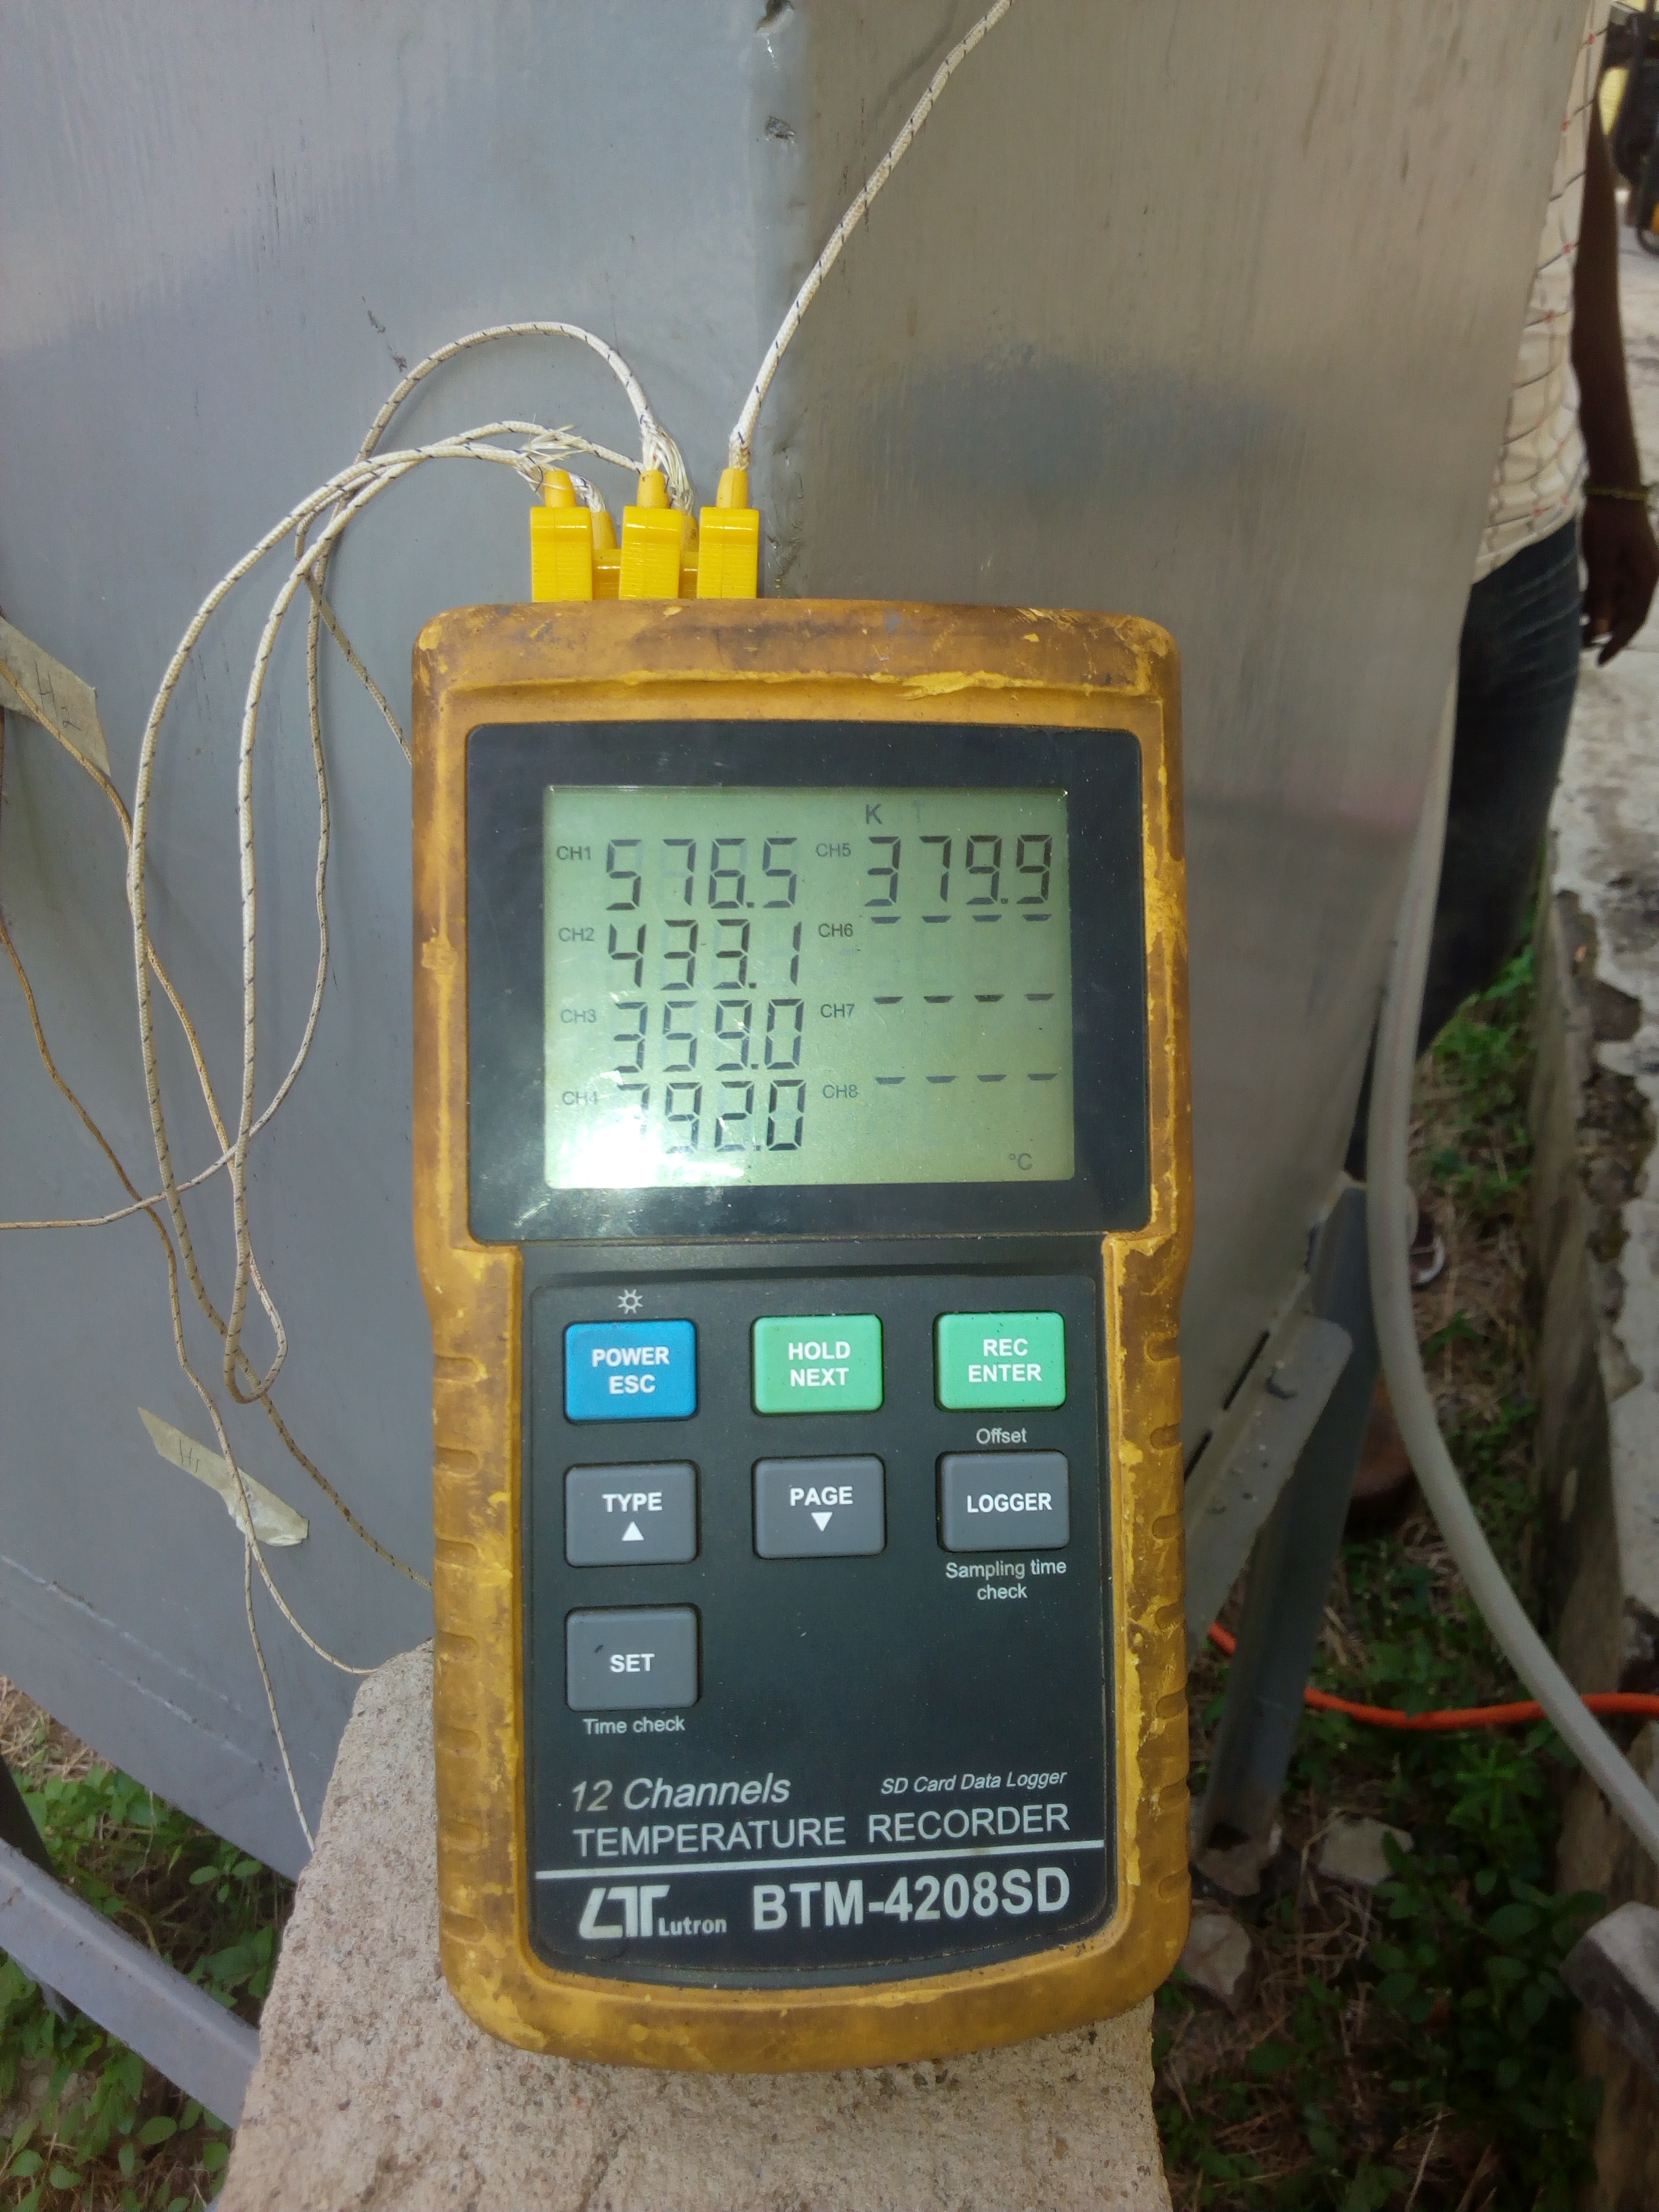 K
CH1 576.5 CH5 379.9
CH2 433.1 CH6 ----
CH3 359.0 CH7 ----
CH4 792.0 CH8 ----
°C
POWER ESC
HOLD NEXT
REC ENTER
Offset
TYPE ▲
PAGE ▼
LOGGER
Sampling time check
SET
Time check
12 Channels
SD Card Data Logger
TEMPERATURE RECORDER
Lutron BTM-4208SD
H2
H1